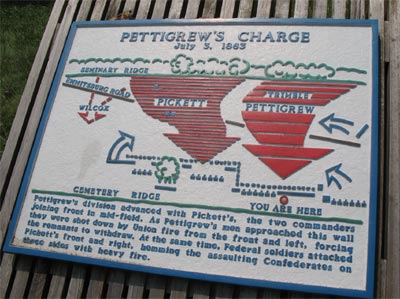 PETTIGREW'S CHARGE
July 3, 1863
SEMINARY RIDGE
EMMITSBURG ROAD
WILCOX
PICKETT
TRIMBLE
PETTIGREW
CEMETERY RIDGE
YOU ARE HERE
Pettigrew's division advanced with Pickett's, the two commanders
joining front in mid-field. As Pettigrew's men approached this wall
they were shot down by Union fire from the front and left, forcing
the remnants to withdraw. At the same time, Federal soldiers attacked
Pickett's front and right, jamming the assaulting Confederates on
these sides with heavy fire.